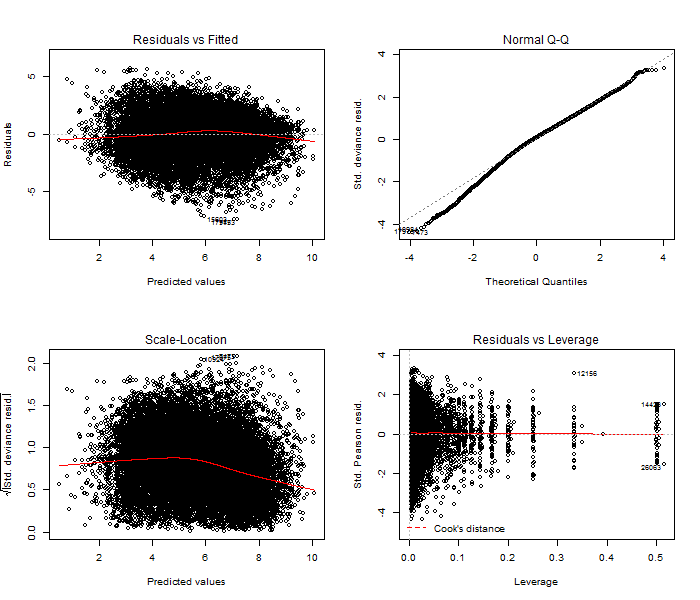 Residuals vs Fitted
Residuals
5
0
-5
2 4 6 8 10
Predicted values
Normal Q-Q
Std. deviance resid.
4
2
0
-2
-4
-4 -2 0 2 4
Theoretical Quantiles
Scale-Location
√|Std. deviance resid.|
2.0
1.5
1.0
0.5
0.0
2 4 6 8 10
Predicted values
Residuals vs Leverage
Std. Pearson resid.
4
2
0
-2
-4
12156
26063
Cook's distance
0.0 0.1 0.2 0.3 0.4 0.5
Leverage